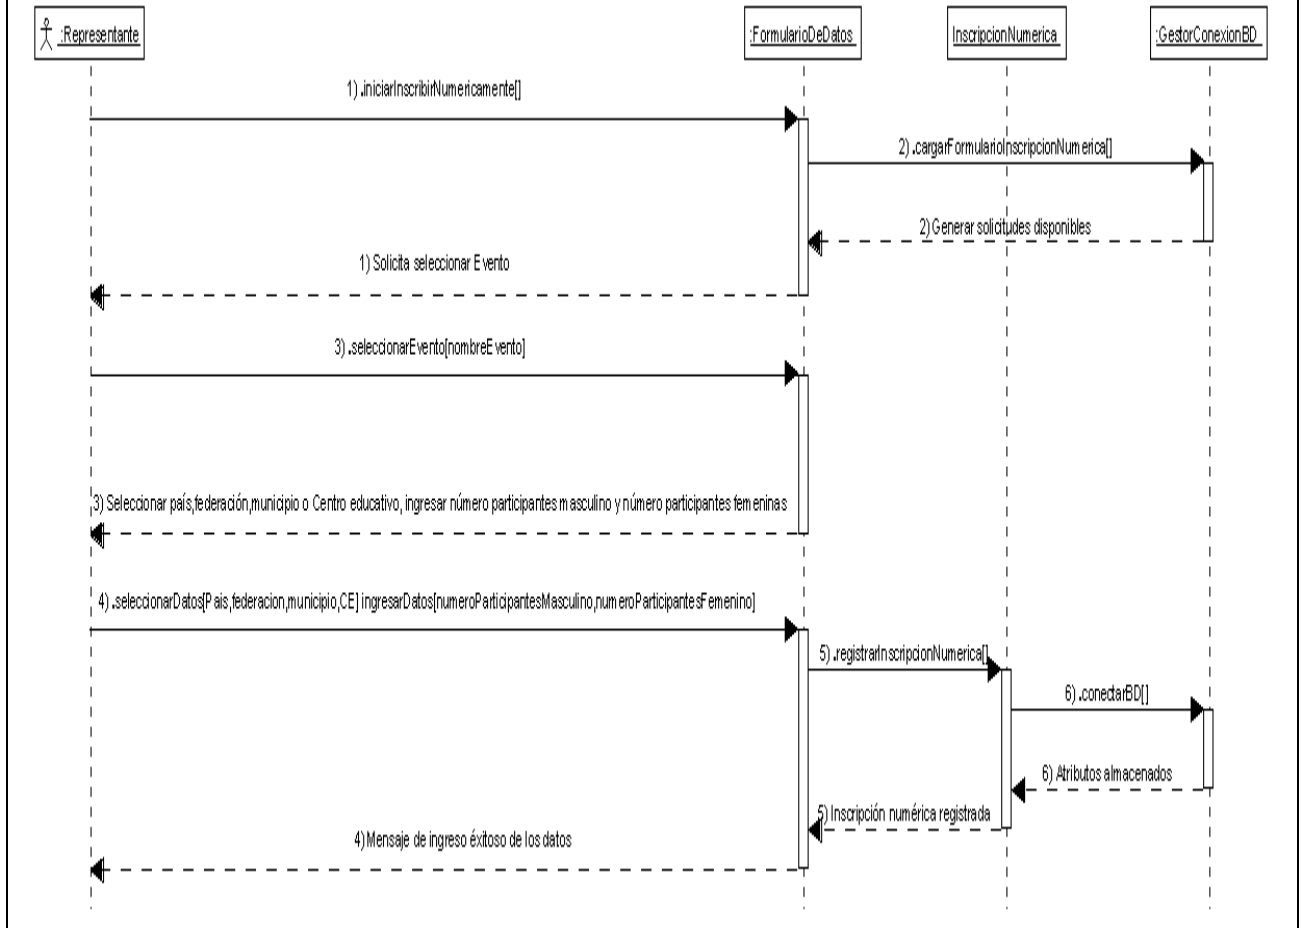 :Representante
:FormularioDeDatos
InscripcionNumerica
:GestorConexionBD
1) .iniciarInscribirNumericamente[]
2) .cargarFormularioInscripcionNumerica[]
2) Generar solicitudes disponibles
1) Solicita seleccionar Evento
3) .seleccionarEvento[nombreEvento]
3) Seleccionar país,federación,municipio o Centro educativo, ingresar número participantes masculino y número participantes femeninas
4) .seleccionarDatos[Pais,federacion,municipio,CE] ingresarDatos[numeroParticipantesMasculino,numeroParticipantesFemenino]
5) .registrarInscripcionNumerica[]
6) .conectarBD[]
6) Atributos almacenados
5) Inscripción numérica registrada
4) Mensaje de ingreso éxitoso de los datos